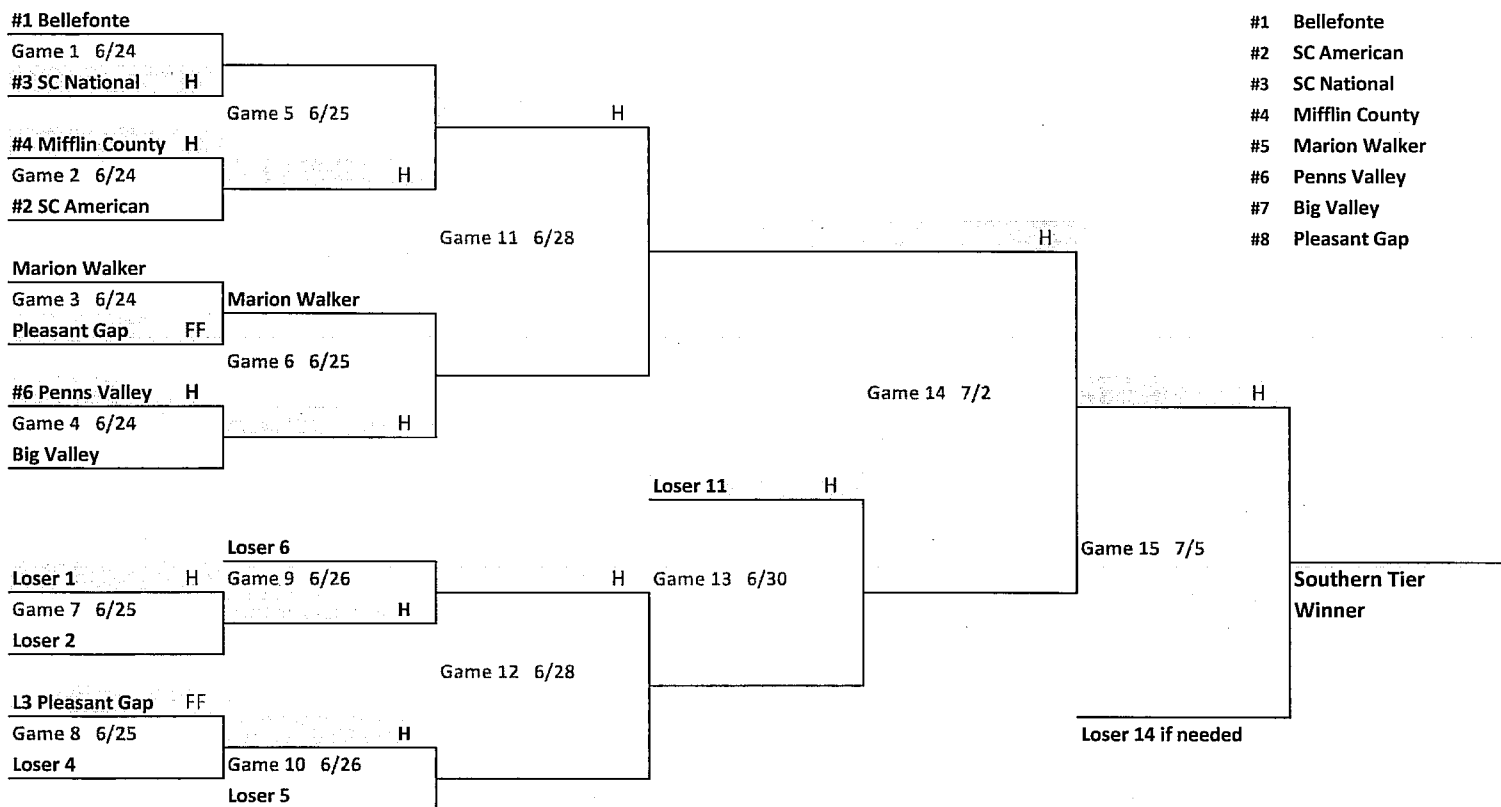 #1 Bellefonte
Game 1 6/24
#3 SC National H
Game 5 6/25
H
#4 Mifflin County H
Game 2 6/24
H
#2 SC American
Game 11 6/28
H
Marion Walker
Game 3 6/24
Marion Walker
Pleasant Gap FF
Game 6 6/25
#6 Penns Valley H
Game 14 7/2
H
Game 4 6/24
H
Big Valley
Loser 11 H
Loser 6
Game 15 7/5
Loser 1 H
Game 9 6/26
H
Game 13 6/30
Southern Tier
Winner
Game 7 6/25
H
Loser 2
Game 12 6/28
L3 Pleasant Gap FF
Game 8 6/25
H
Loser 14 if needed
Loser 4
Game 10 6/26
Loser 5
#1 Bellefonte
#2 SC American
#3 SC National
#4 Mifflin County
#5 Marion Walker
#6 Penns Valley
#7 Big Valley
#8 Pleasant Gap